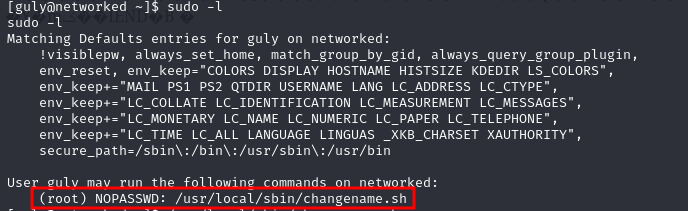 [guly@networked ~]$ sudo -l
sudo -l
Matching Defaults entries for guly on networked:
!visiblepw, always_set_home, match_group_by_gid, always_query_group_plugin,
env_reset, env_keep="COLORS DISPLAY HOSTNAME HISTSIZE KDEDIR LS_COLORS",
env_keep+="MAIL PS1 PS2 QTDIR USERNAME LANG LC_ADDRESS LC_CTYPE",
env_keep+="LC_COLLATE LC_IDENTIFICATION LC_MEASUREMENT LC_MESSAGES",
env_keep+="LC_MONETARY LC_NAME LC_NUMERIC LC_PAPER LC_TELEPHONE",
env_keep+="LC_TIME LC_ALL LANGUAGE LINGUAS _XKB_CHARSET XAUTHORITY",
secure_path=/sbin\:/bin\:/usr/sbin\:/usr/bin
User guly may run the following commands on networked:
(root) NOPASSWD: /usr/local/sbin/changename.sh